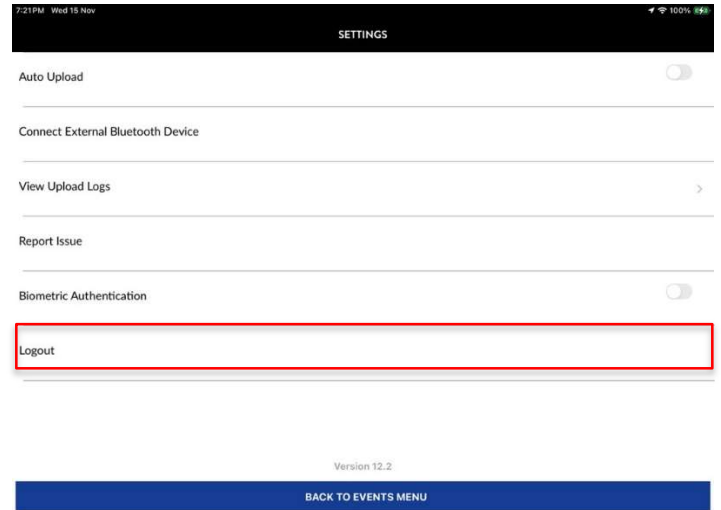 7:21PM Wed 15 Nov 100%
SETTINGS
Auto Upload
Connect External Bluetooth Device
View Upload Logs
Report Issue
Biometric Authentication
Logout
Version 12.2
BACK TO EVENTS MENU